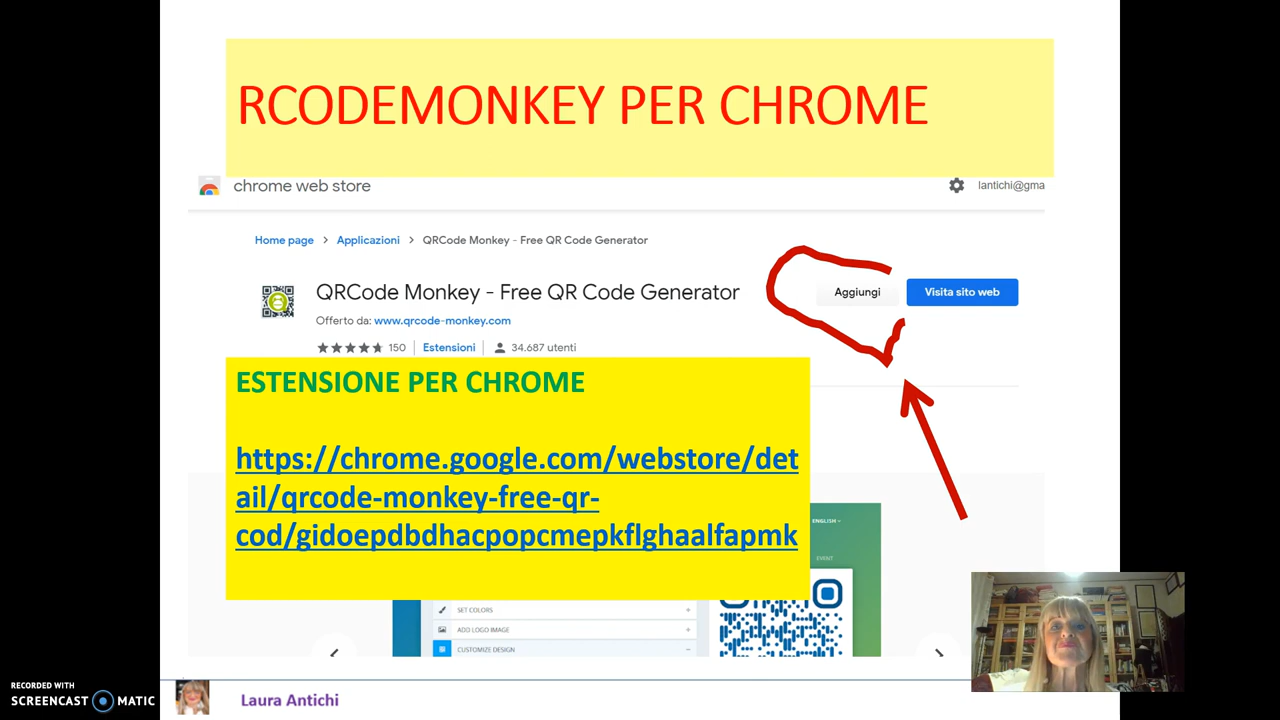 RCODEMONKEY PER CHROME
chrome web store
lantichi@gma
Home page > Applicazioni > QRCode Monkey - Free QR Code Generator
QRCode Monkey - Free QR Code Generator
Aggiungi
Visita sito web
Offerto da: www.qrcode-monkey.com
150 Estensioni 34.687 utenti
ESTENSIONE PER CHROME
https://chrome.google.com/webstore/det
ail/qrcode-monkey-free-qr-
cod/gidoepdbdhacpopcmepkflghaalfapmk
ENGLISH
EVENT
SET COLORS
ADD LOGO IMAGE
CUSTOMIZE DESIGN
RECORDED WITH
SCREENCAST MATIC
Laura Antichi